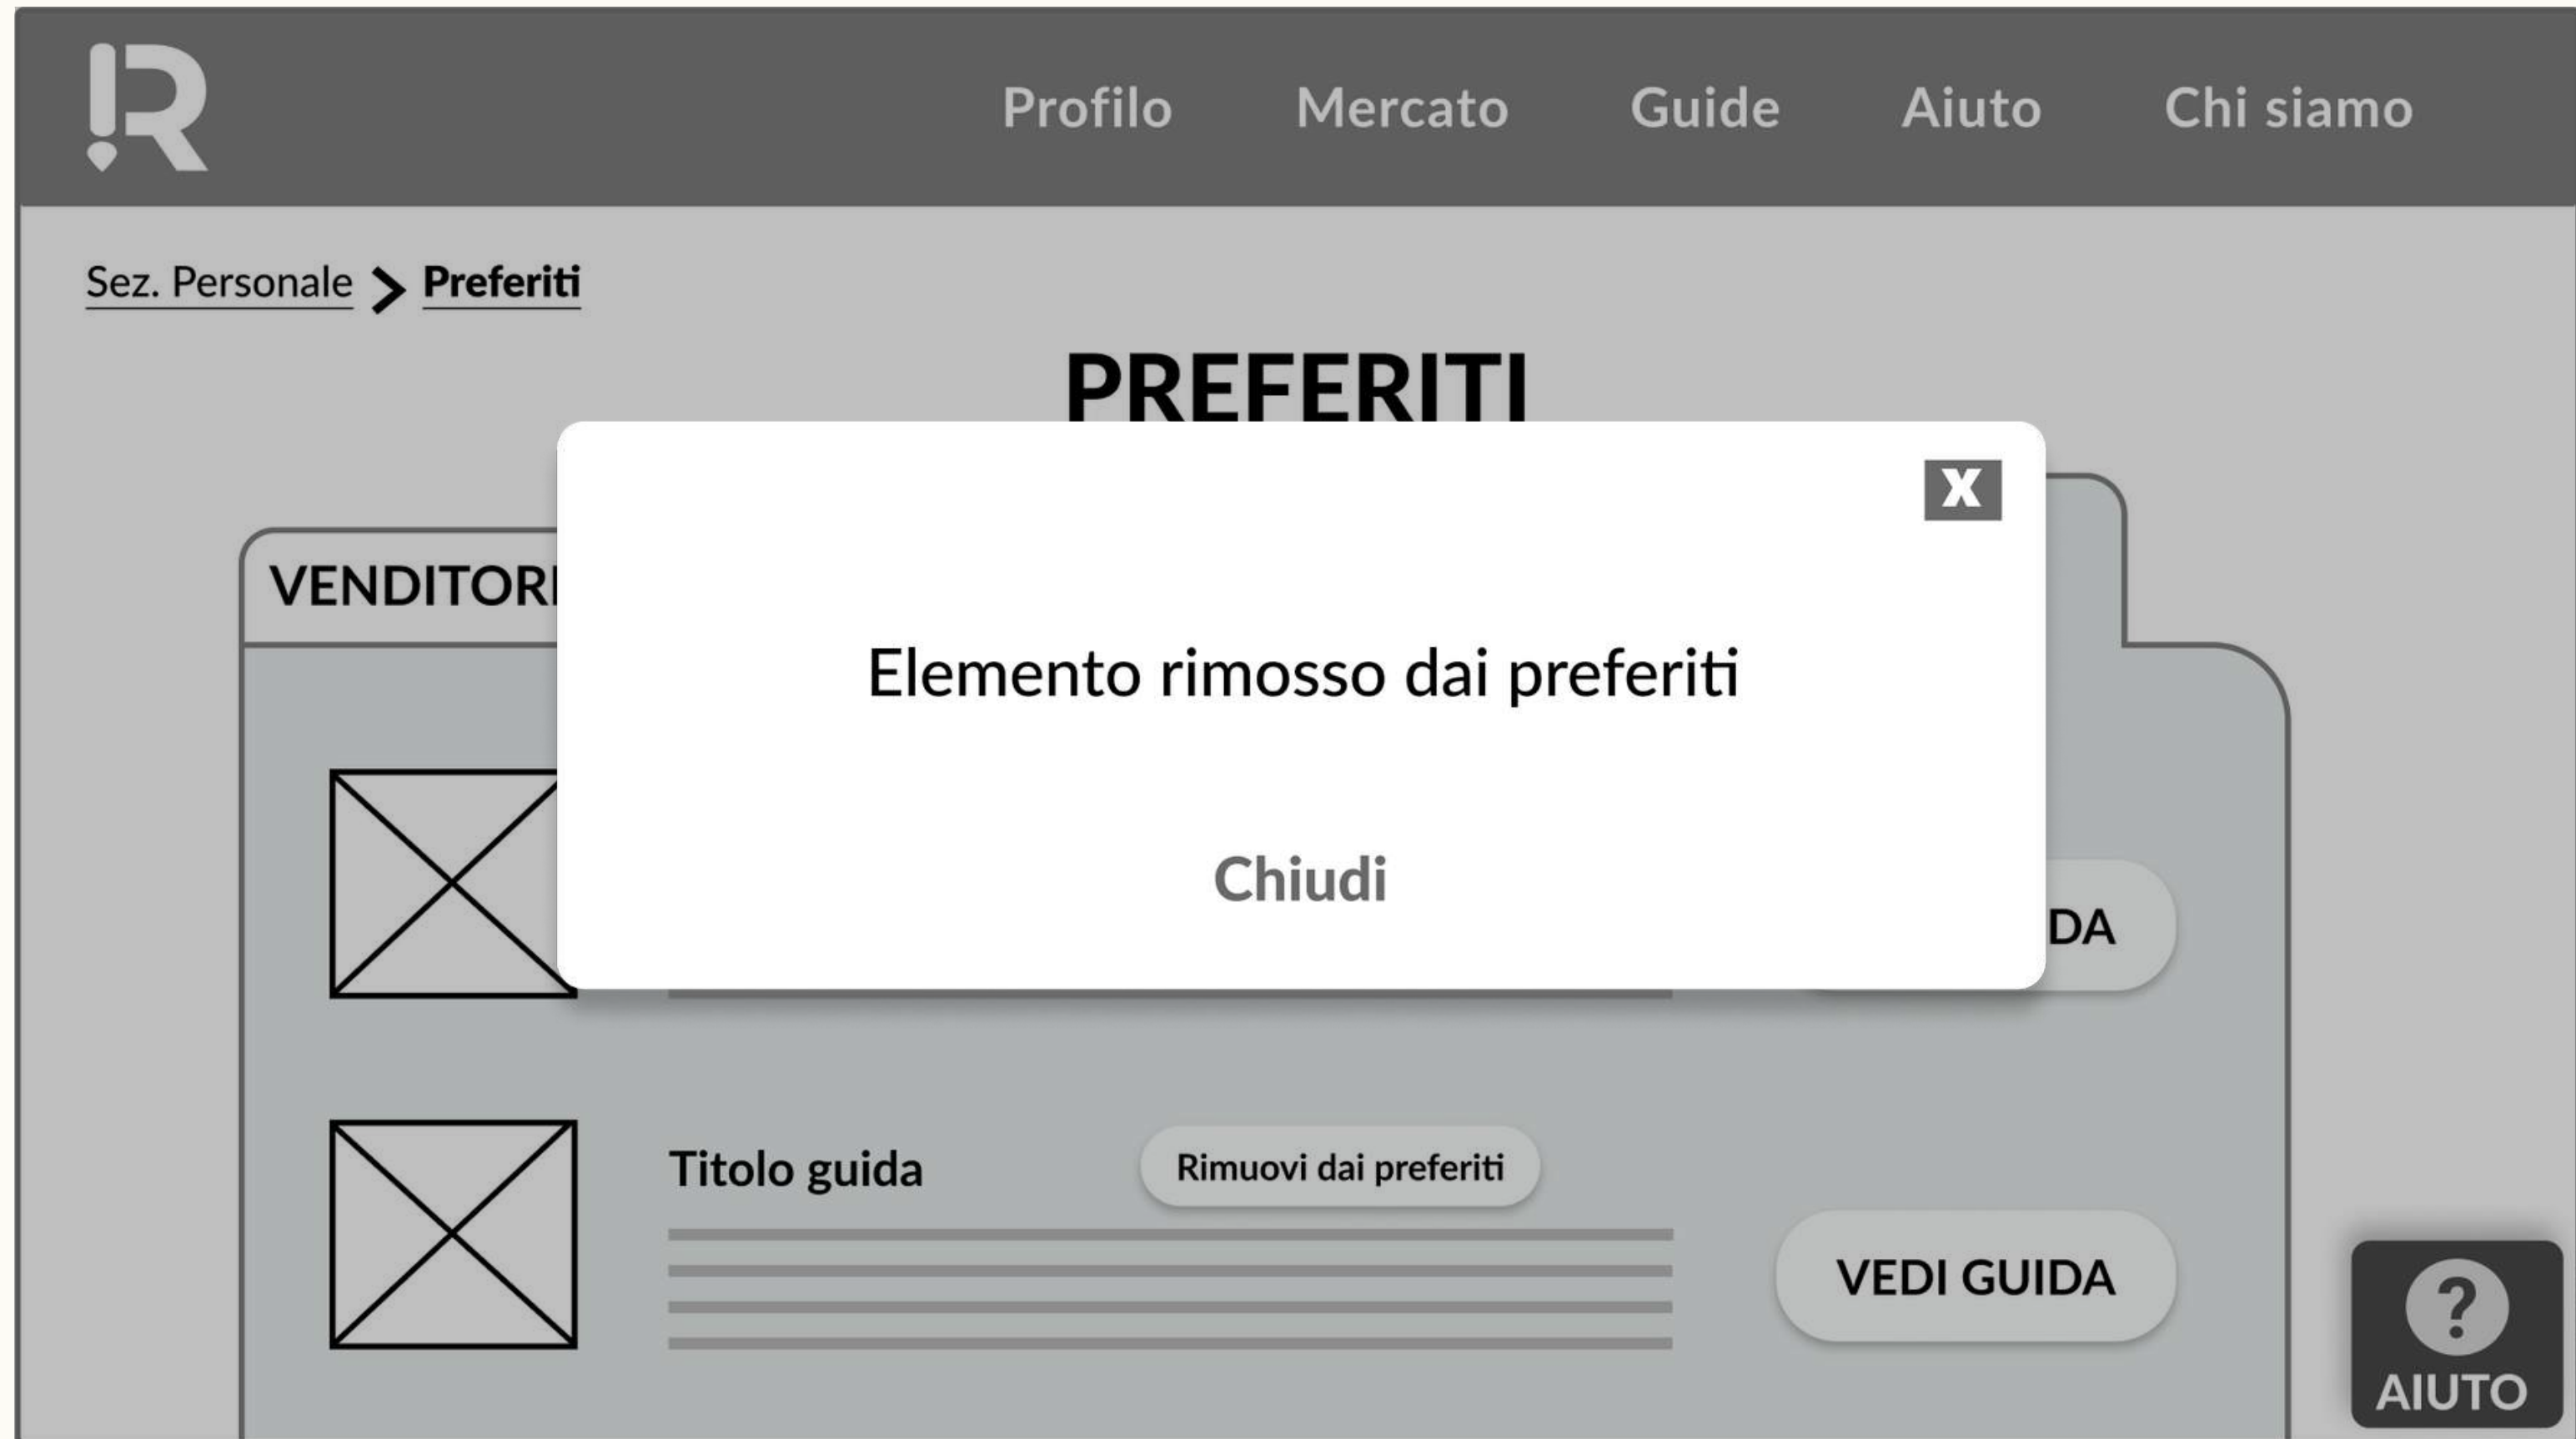 R
Profilo Mercato Guide Aiuto Chi siamo
Sez. Personale > Preferiti
PREFERITI
X
VENDITORI
Elemento rimosso dai preferiti
Chiudi
DA
Titolo guida
Rimuovi dai preferiti
VEDI GUIDA
?
AIUTO